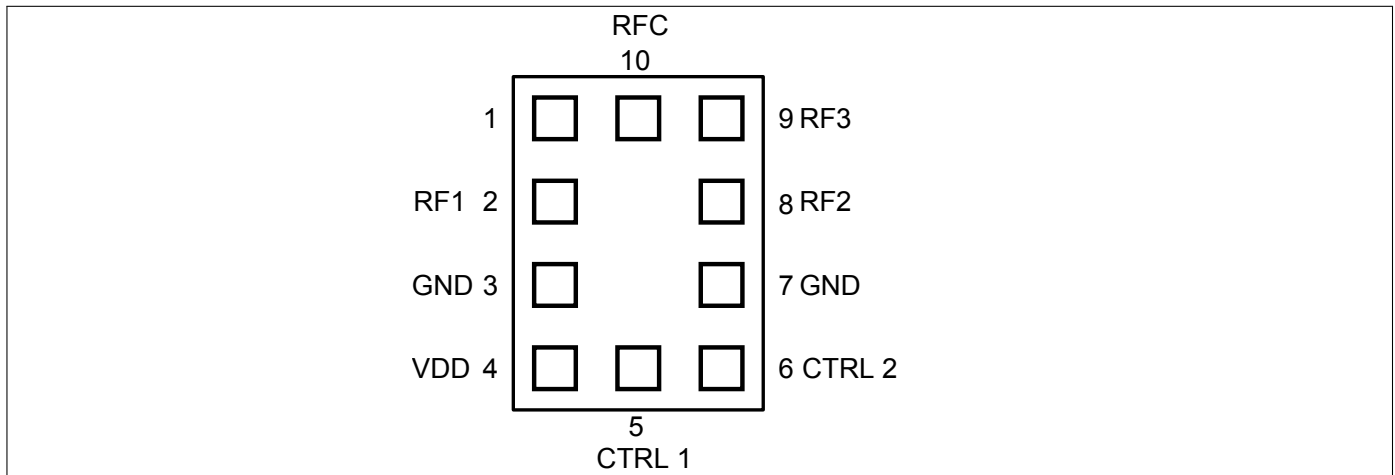 RFC
10
1
9 RF3
RF1 2
8 RF2
GND 3
7 GND
VDD 4
6 CTRL 2
5
CTRL 1